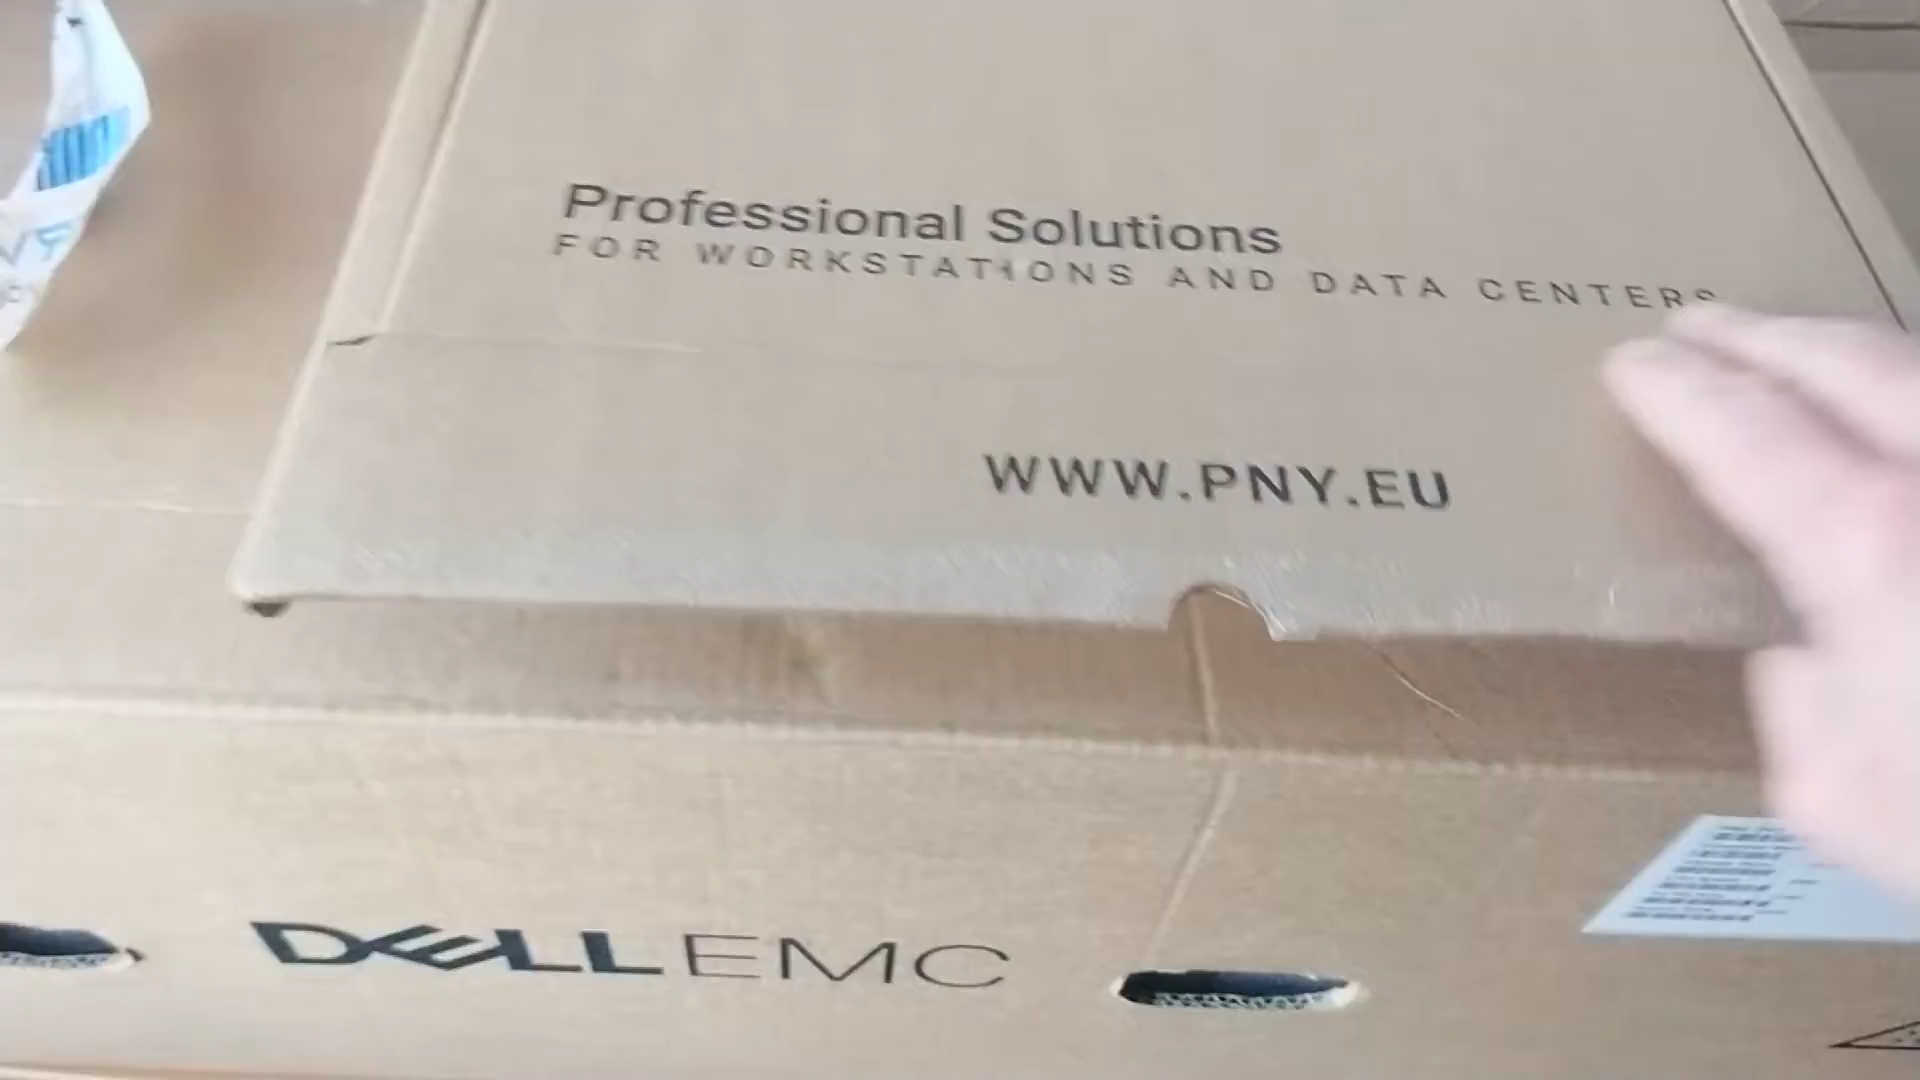 Professional Solutions
FOR WORKSTATIONS AND DATA CENTERS
WWW.PNY.EU
DELLEMC